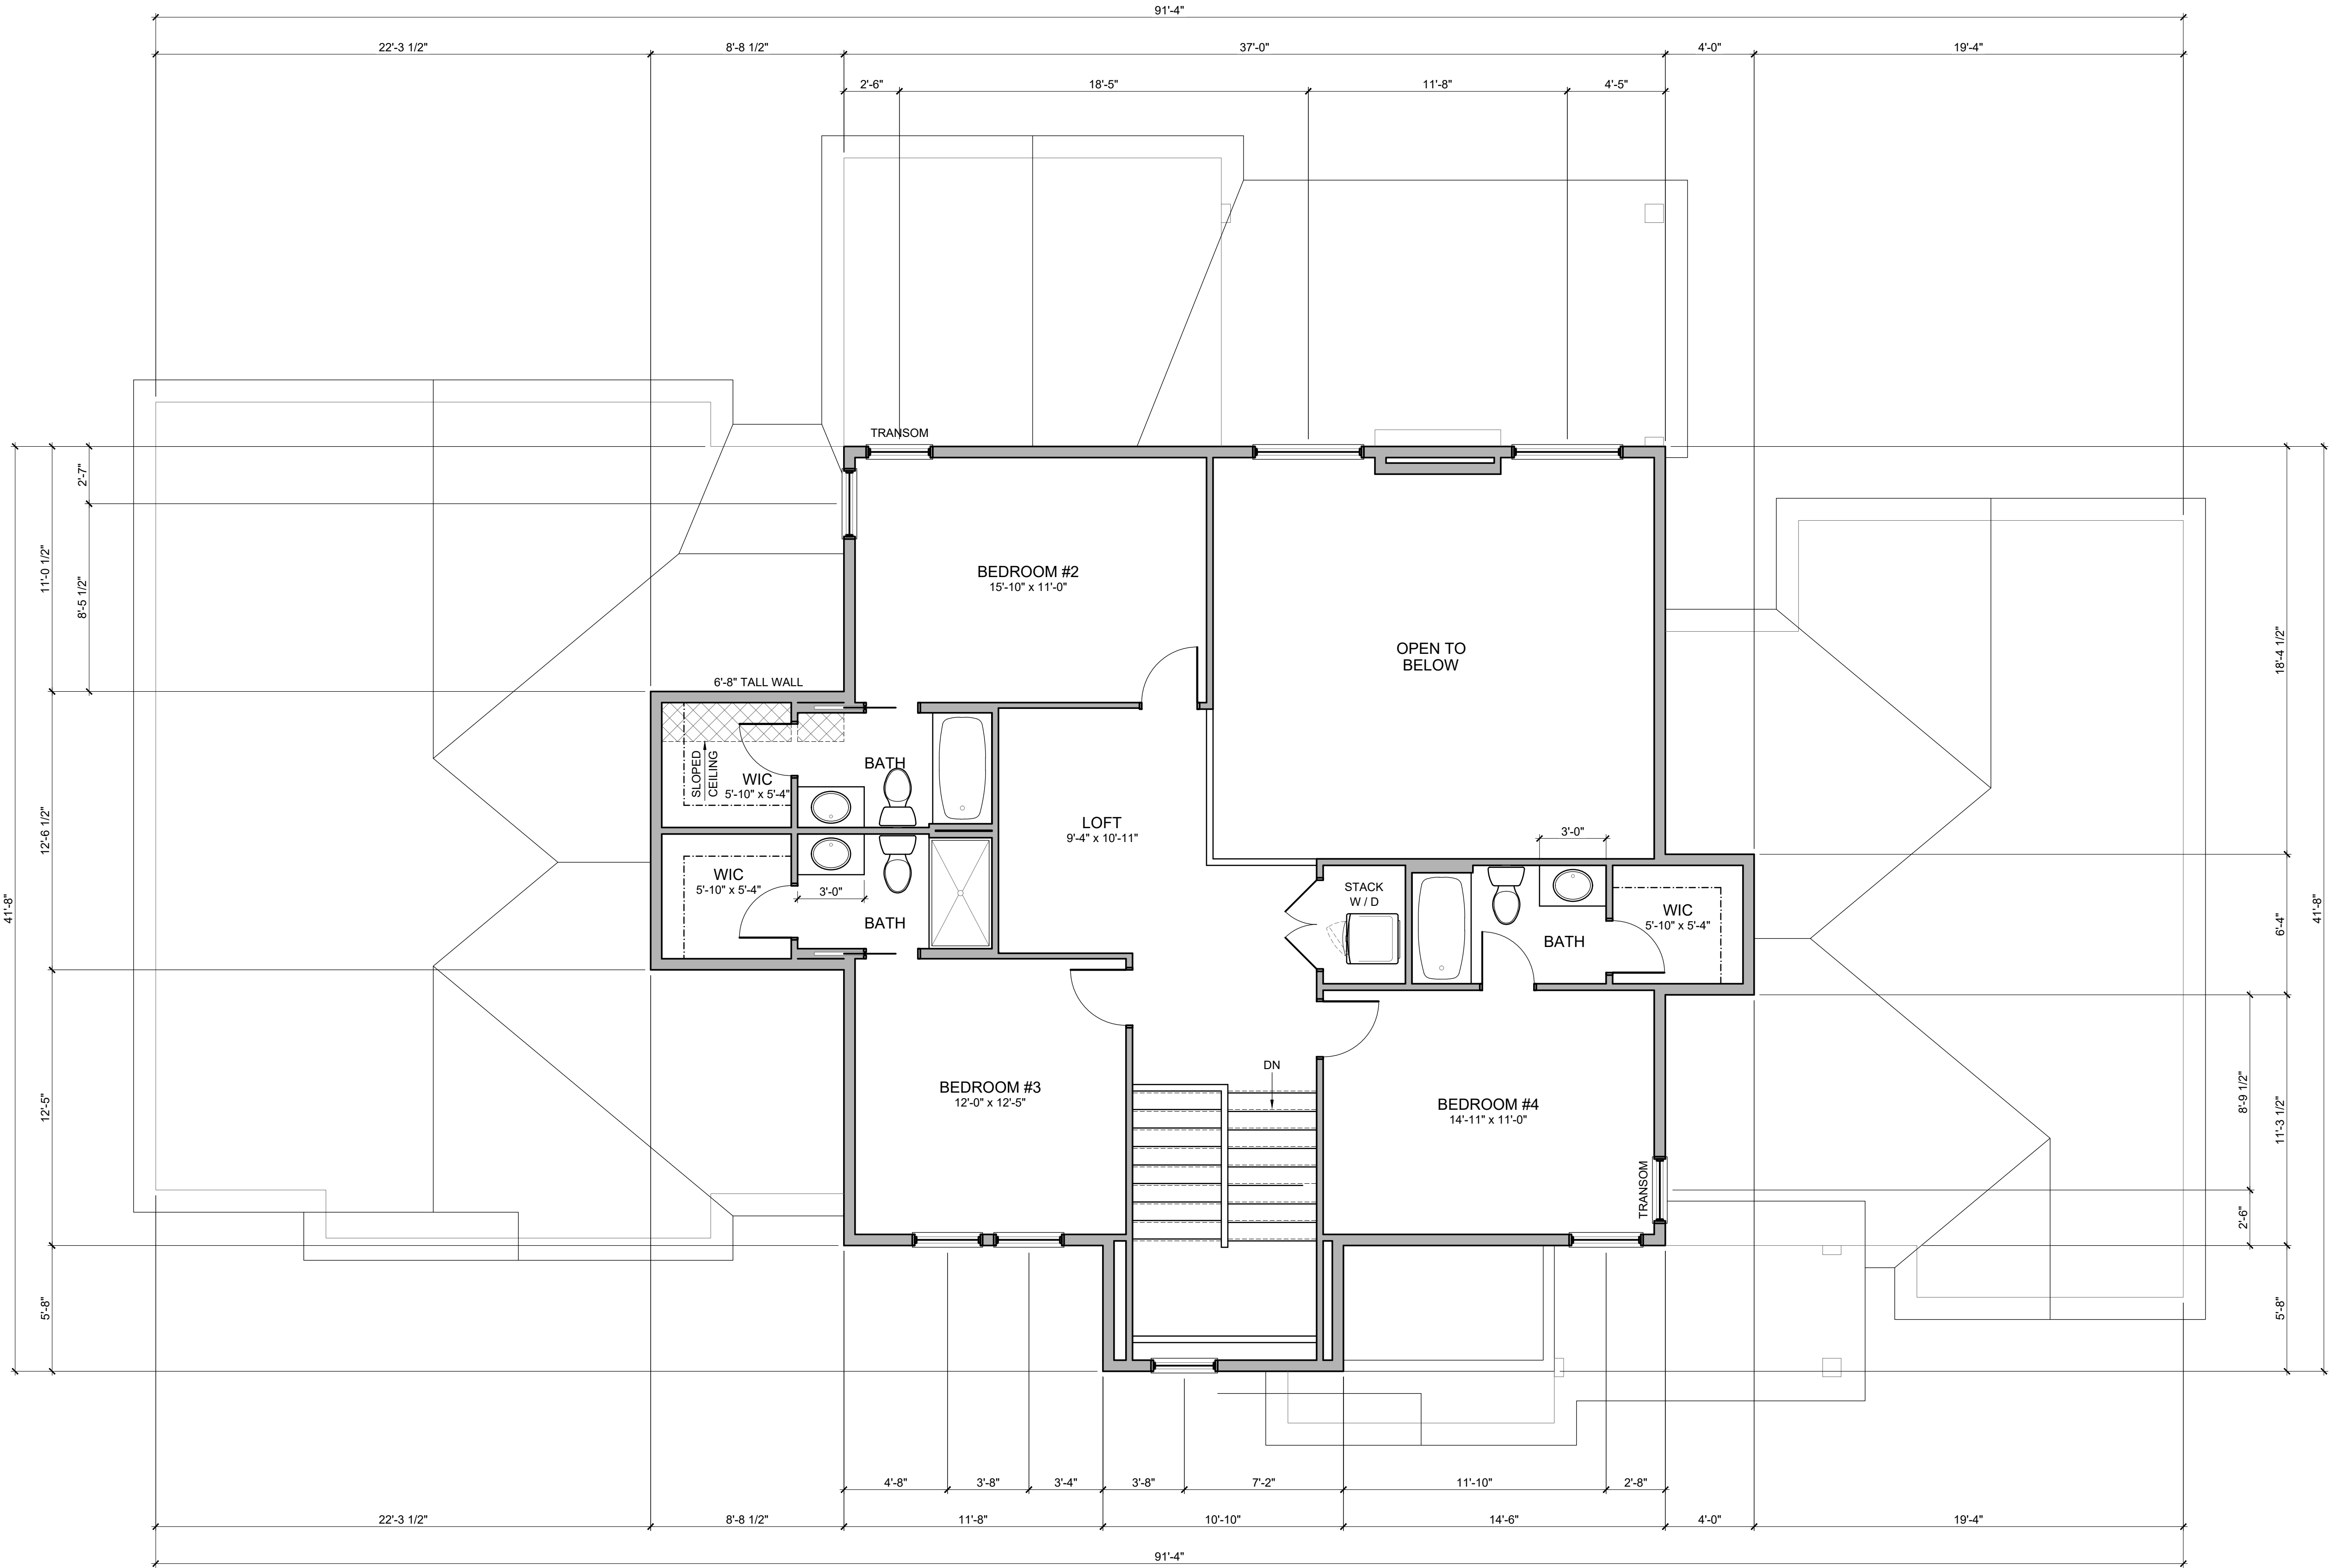 91'-4"
22'-3 1/2" 8'-8 1/2" 37'-0" 4'-0" 19'-4"
2'-6" 18'-5" 11'-8" 4'-5"
TRANSOM
2'-7"
11'-0 1/2"
8'-5 1/2"
BEDROOM #2
15'-10" x 11'-0"
OPEN TO
BELOW
18'-4 1/2"
6'-8" TALL WALL
SLOPED
CEILING
WIC
5'-10" x 5'-4"
BATH
12'-6 1/2"
LOFT
9'-4" x 10'-11"
3'-0"
WIC
5'-10" x 5'-4"
3'-0"
BATH
STACK
W / D
BATH
WIC
5'-10" x 5'-4"
6'-4"
41'-8"
41'-8"
DN
BEDROOM #3
12'-0" x 12'-5"
12'-5"
BEDROOM #4
14'-11" x 11'-0"
8'-9 1/2"
11'-3 1/2"
TRANSOM
2'-6"
5'-8"
5'-8"
4'-8" 3'-8" 3'-4" 3'-8" 7'-2" 11'-10" 2'-8"
22'-3 1/2" 8'-8 1/2" 11'-8" 10'-10" 14'-6" 4'-0" 19'-4"
91'-4"